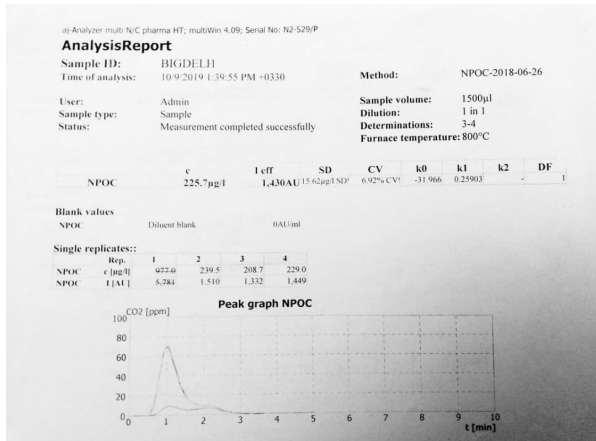 aj-Analyzer multi N/C pharma HT; multiWin 4.09; Serial No: N2-529/P
AnalysisReport
Sample ID: BIGDELH
Time of analysis: 10/9/2019 1:39:55 PM +0330
Method: NPOC-2018-06-26
User: Admin
Sample type: Sample
Status: Measurement completed successfully
Sample volume: 1500µl
Dilution: 1 in 1
Determinations: 3-4
Furnace temperature: 800°C
c I eff SD CV k0 k1 k2 DF
NPOC 225.7µg/l 1,430AU 15.62µg/l SD! 6.92% CV! -31.966 0.25903 - 1
Blank values
NPOC Diluent blank 0AU/ml
Single replicates::
Rep. 1 2 3 4
NPOC c [µg/l] 977.0 239.5 208.7 229.0
NPOC I [AU] 5,784 1,510 1,332 1,449
Peak graph NPOC
CO2 [ppm]
100
80
60
40
20
0
0 1 2 3 4 5 6 7 8 9 10
t [min]